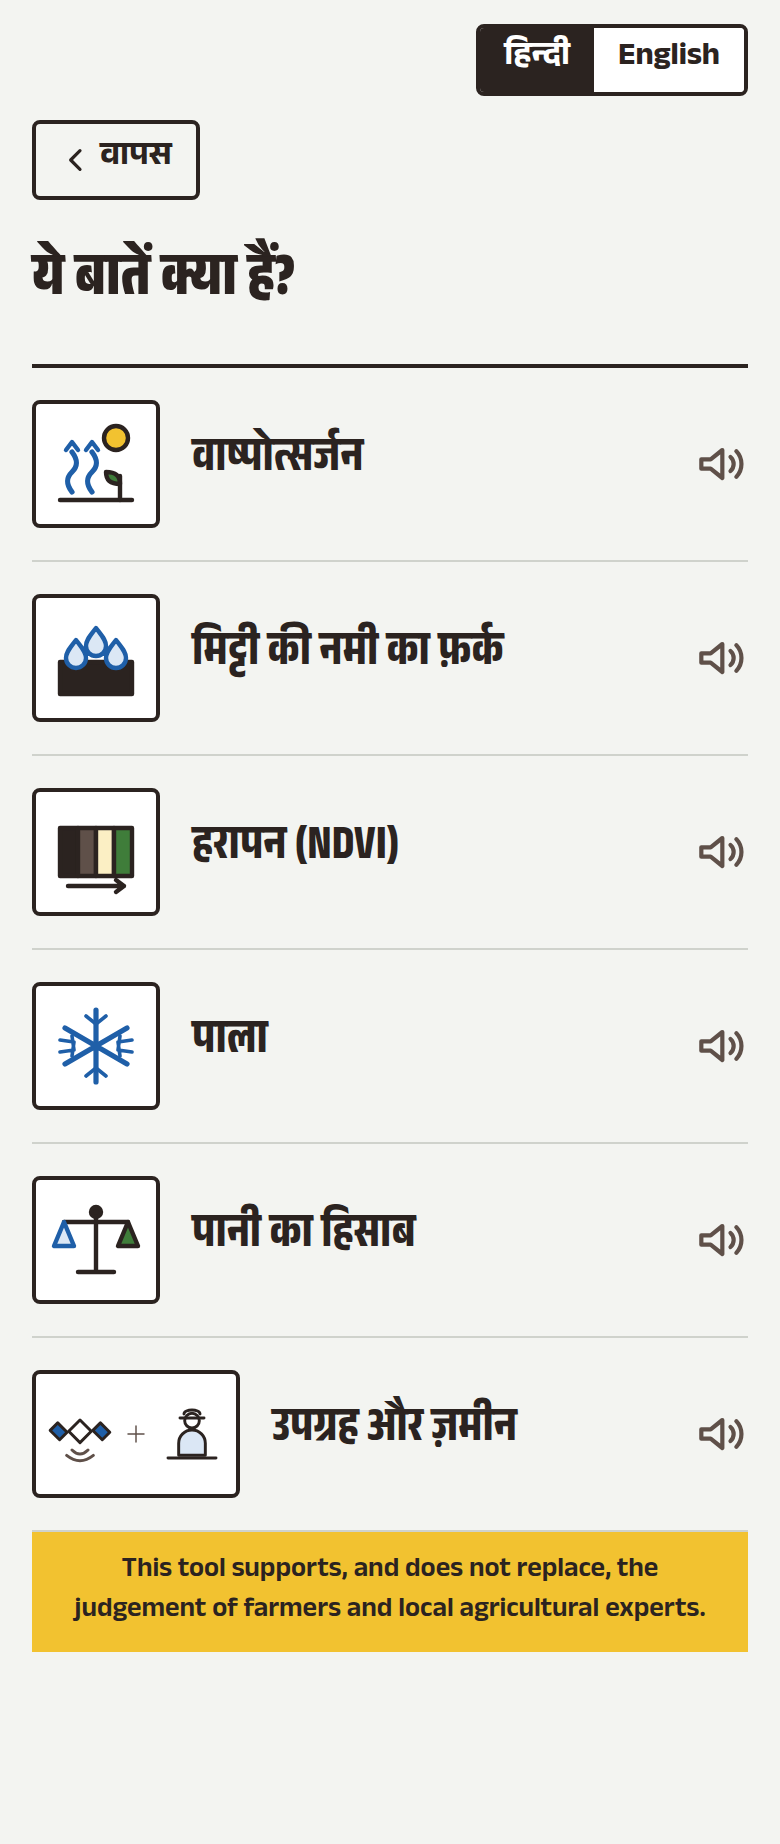 हिन्दी English
वापस
ये बातें क्या हैं?
वाष्पोत्सर्जन
मिट्टी की नमी का फ़र्क
हरापन (NDVI)
पाला
पानी का हिसाब
उपग्रह और ज़मीन
This tool supports, and does not replace, the
judgement of farmers and local agricultural experts.